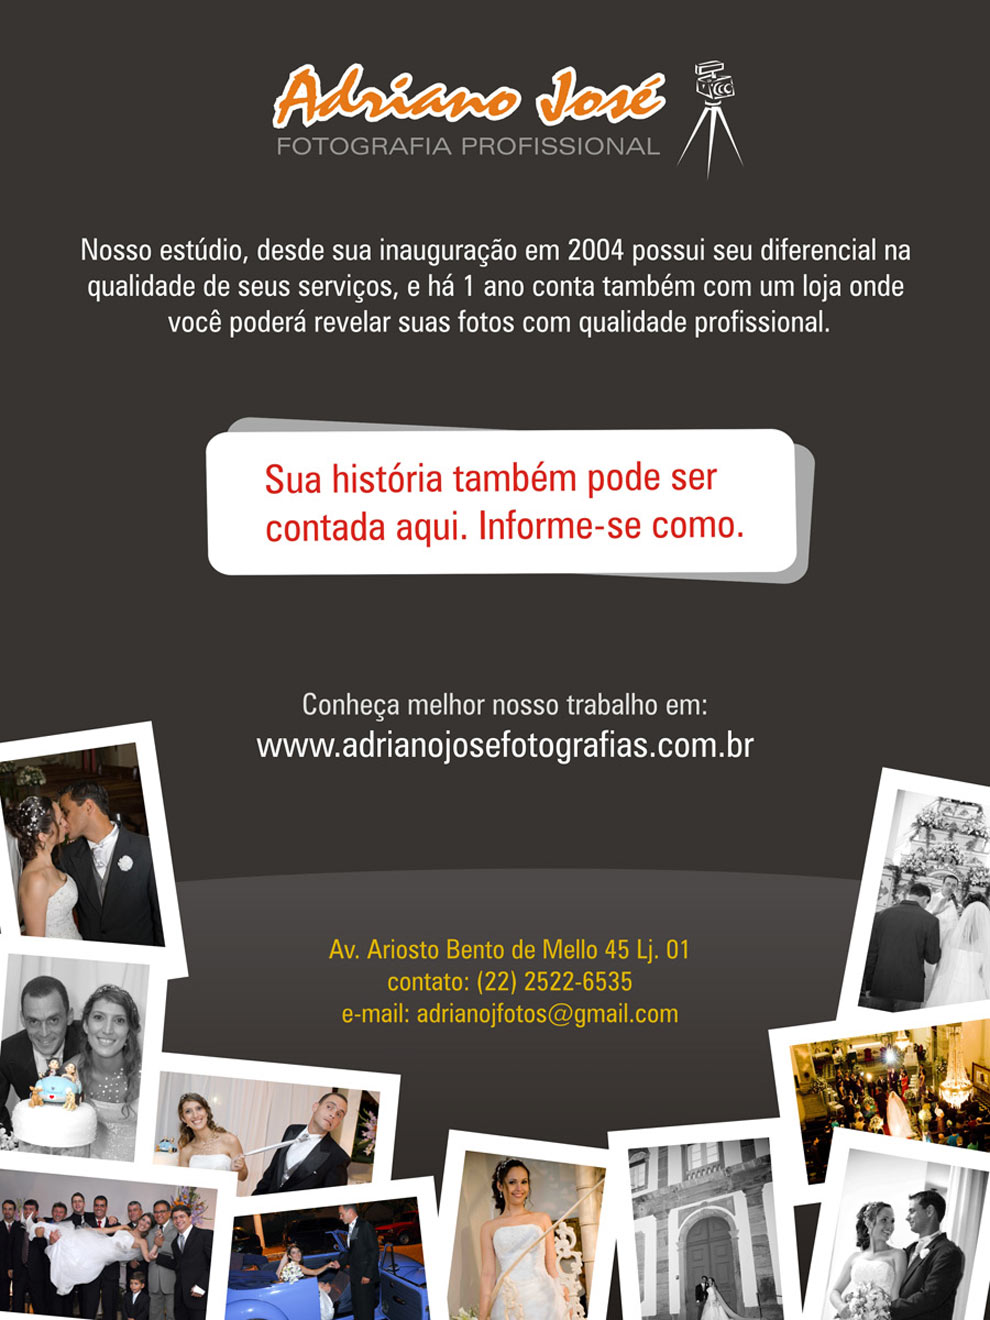 Adriano José
FOTOGRAFIA PROFISSIONAL
Nosso estúdio, desde sua inauguração em 2004 possui seu diferencial na
qualidade de seus serviços, e há 1 ano conta também com um loja onde
você poderá revelar suas fotos com qualidade profissional.
Sua história também pode ser
contada aqui. Informe-se como.
Conheça melhor nosso trabalho em:
www.adrianojosefotografias.com.br
Av. Ariosto Bento de Mello 45 Lj. 01
contato: (22) 2522-6535
e-mail: adrianojfotos@gmail.com